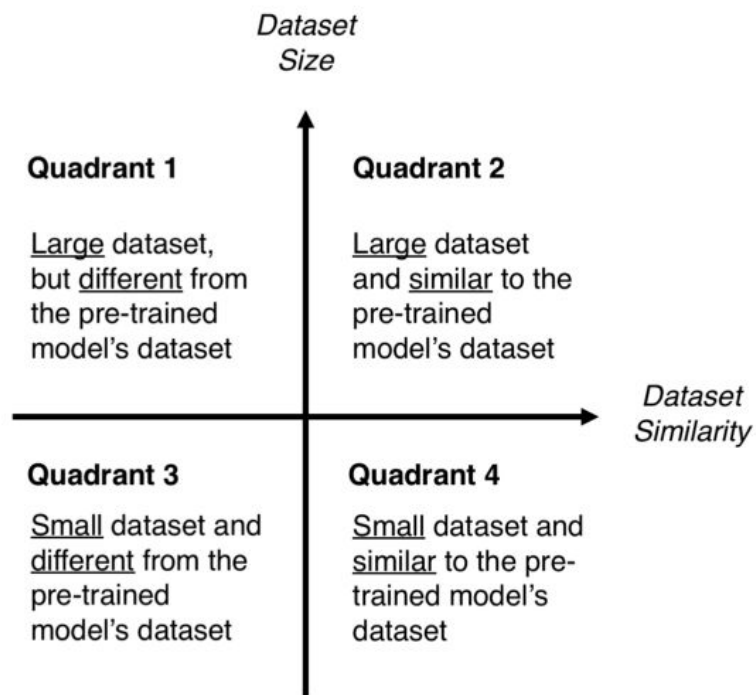 Dataset
Size
Quadrant 1
Large dataset,
but different from
the pre-trained
model's dataset
Quadrant 2
Large dataset
and similar to the
pre-trained
model's dataset
Dataset
Similarity
Quadrant 3
Small dataset and
different from the
pre-trained
model's dataset
Quadrant 4
Small dataset and
similar to the pre-
trained model's
dataset